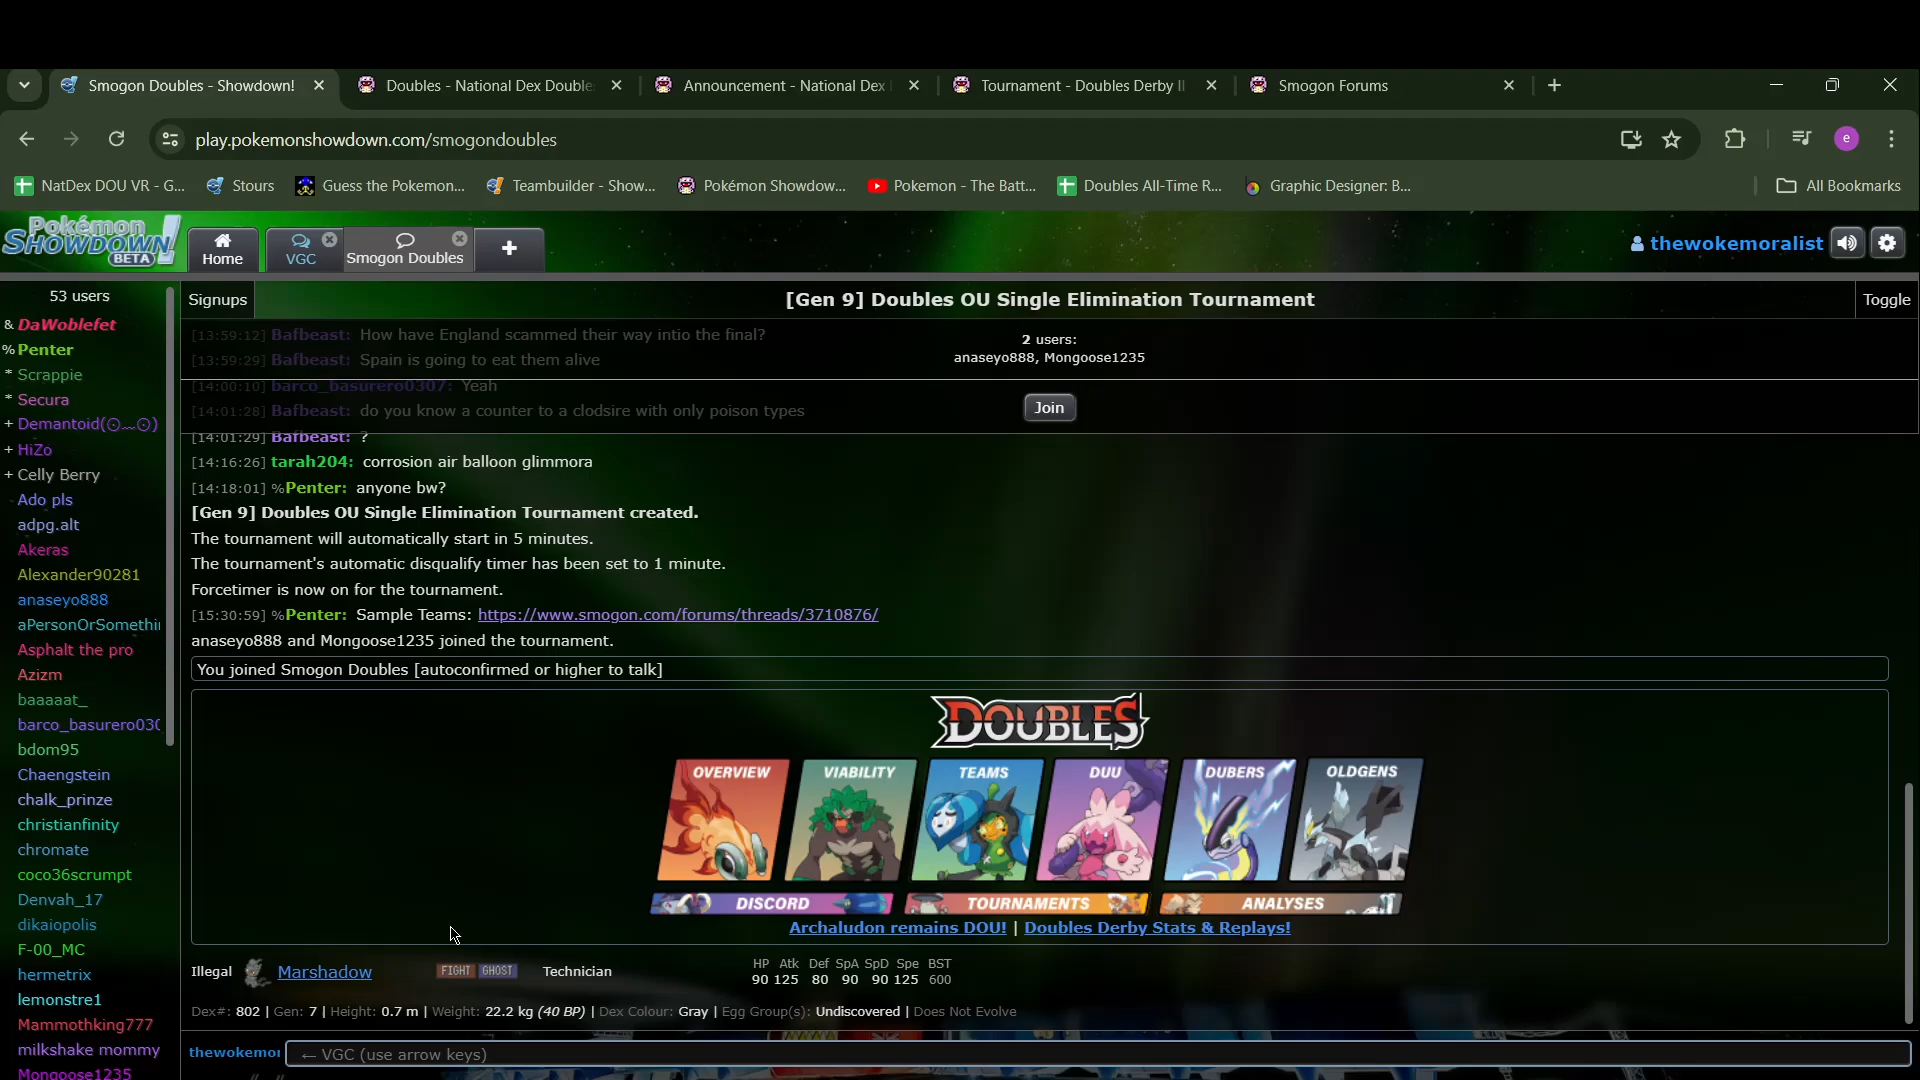 Smogon Doubles - Showdown!
Doubles - National Dex Double
Announcement - National Dex
Tournament - Doubles Derby II
Smogon Forums
play.pokemonshowdown.com/smogondoubles
e
NatDex DOU VR - G...
Stours
Guess the Pokemon...
Teambuilder - Show...
Pokémon Showdow...
Pokemon - The Batt...
Doubles All-Time R...
Graphic Designer: B...
All Bookmarks
Pokémon
SHOWDOWN!
BETA
Home
VGC
Smogon Doubles
thewokemoralist
53 users
& DaWoblefet
% Penter
* Scrappie
* Secura
+ Demantoid(⊙﹏⊙)
+ HiZo
+ Celly Berry
Ado pls
adpg.alt
Akeras
Alexander90281
anaseyo888
aPersonOrSomethi
Asphalt the pro
Azizm
baaaaat_
barco_basurero030
bdom95
Chaengstein
chalk_prinze
christianfinity
chromate
coco36scrumpt
Denvah_17
dikaiopolis
F-00_MC
hermetrix
lemonstre1
Mammothking777
milkshake mommy
Mongoose1235
Signups
[Gen 9] Doubles OU Single Elimination Tournament
Toggle
[13:59:12] Bafbeast: How have England scammed their way intio the final?
2 users:
anaseyo888, Mongoose1235
[13:59:29] Bafbeast: Spain is going to eat them alive
[14:00:10] barco_basurero0307: Yeah
Join
[14:01:28] Bafbeast: do you know a counter to a clodsire with only poison types
[14:01:29] Bafbeast: ?
[14:16:26] tarah204: corrosion air balloon glimmora
[14:18:01] %Penter: anyone bw?
[Gen 9] Doubles OU Single Elimination Tournament created.
The tournament will automatically start in 5 minutes.
The tournament's automatic disqualify timer has been set to 1 minute.
Forcetimer is now on for the tournament.
[15:30:59] %Penter: Sample Teams: https://www.smogon.com/forums/threads/3710876/
anaseyo888 and Mongoose1235 joined the tournament.
You joined Smogon Doubles [autoconfirmed or higher to talk]
DOUBLES
OVERVIEW
VIABILITY
TEAMS
DUU
DUBERS
OLDGENS
DISCORD
TOURNAMENTS
ANALYSES
Archaludon remains DOU! | Doubles Derby Stats & Replays!
Illegal Marshadow FIGHT GHOST Technician
HP Atk Def SpA SpD Spe BST
90 125 80 90 90 125 600
Dex#: 802 | Gen: 7 | Height: 0.7 m | Weight: 22.2 kg (40 BP) | Dex Colour: Gray | Egg Group(s): Undiscovered | Does Not Evolve
thewokemor
← VGC (use arrow keys)